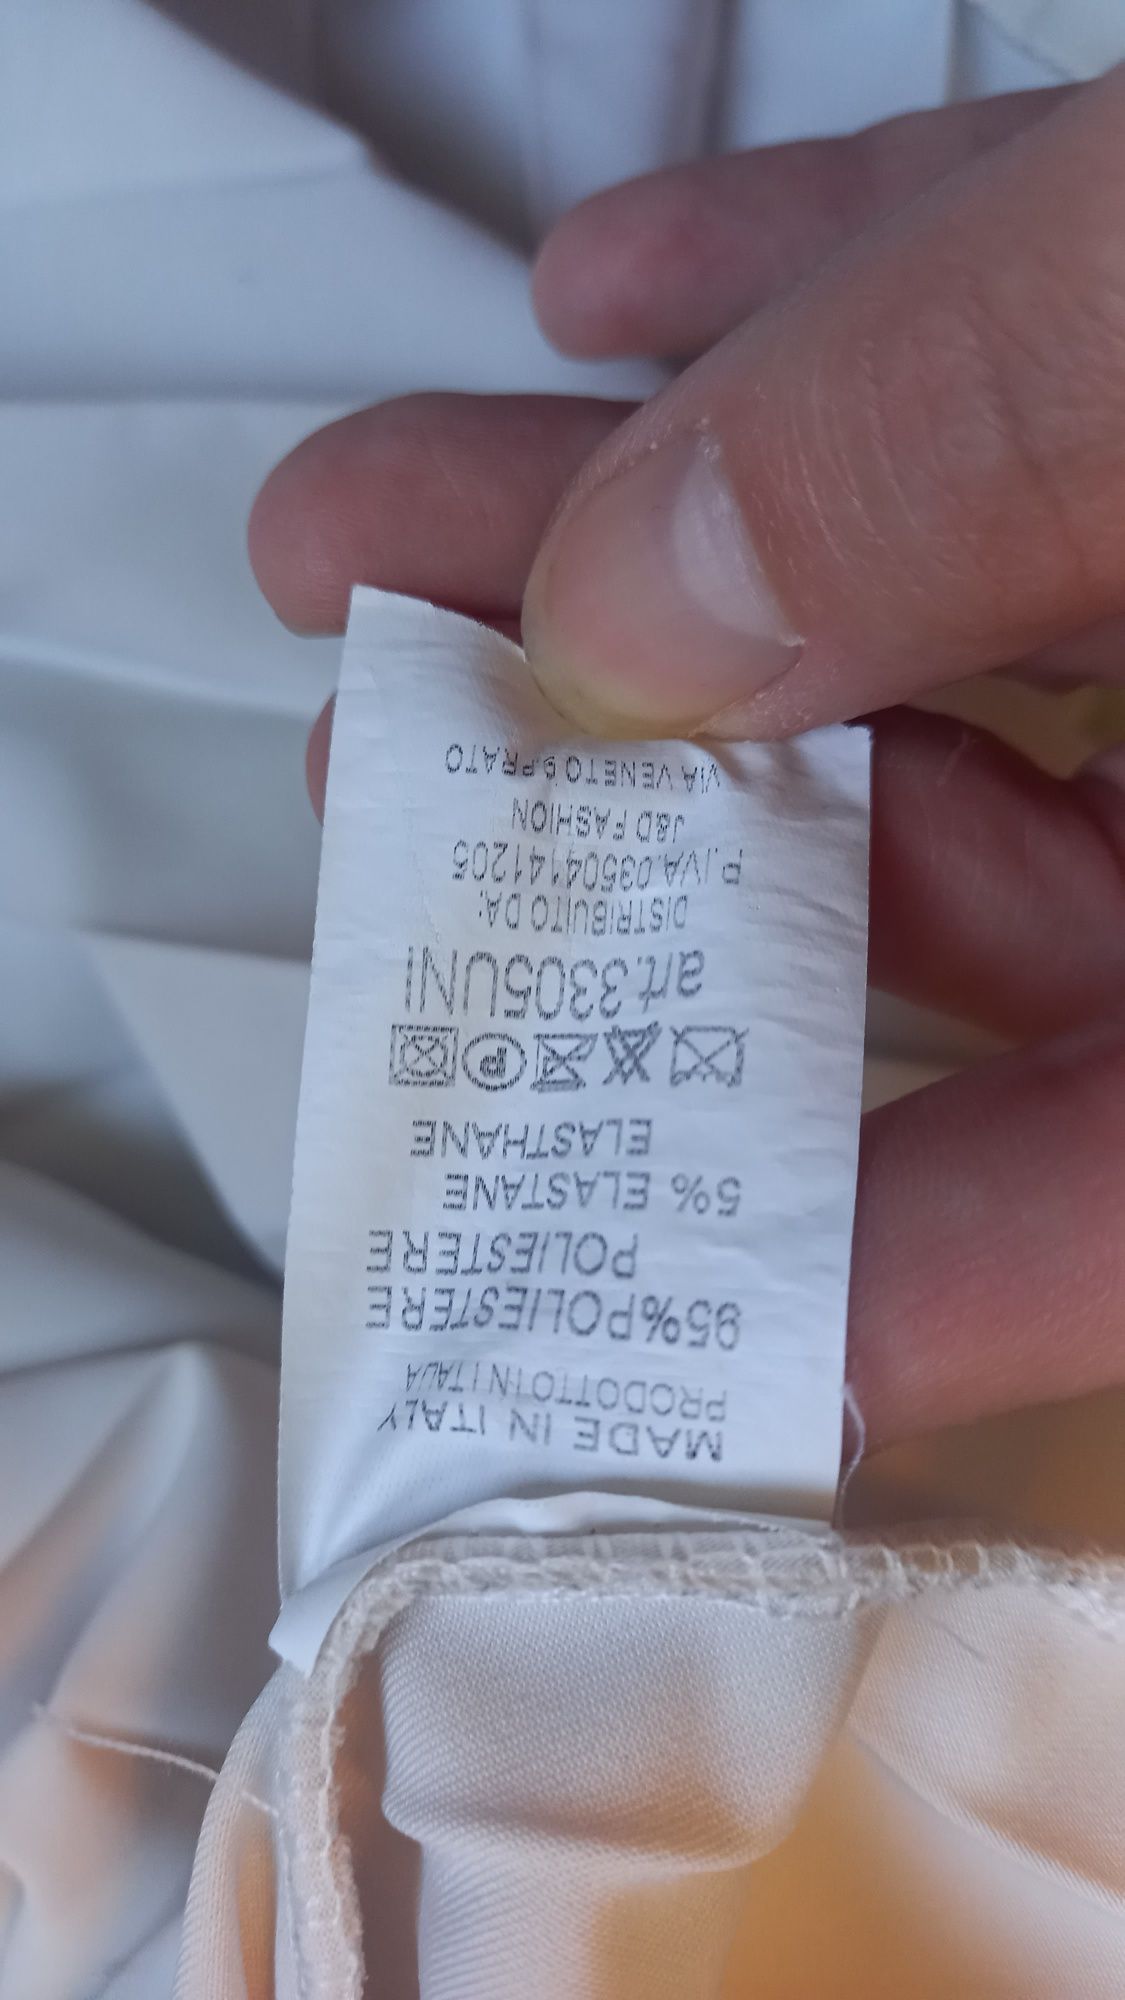 MADE IN ITALY
PRODOTTO IN ITALIA
95%POLIESTERE
POLIESTERE
5% ELASTANE
ELASTHANE
P
art.3305UNI
DISTRIBUITO DA:
P.IVA.03504141205
J&D FASHION
VIA VENETO 9 PRATO